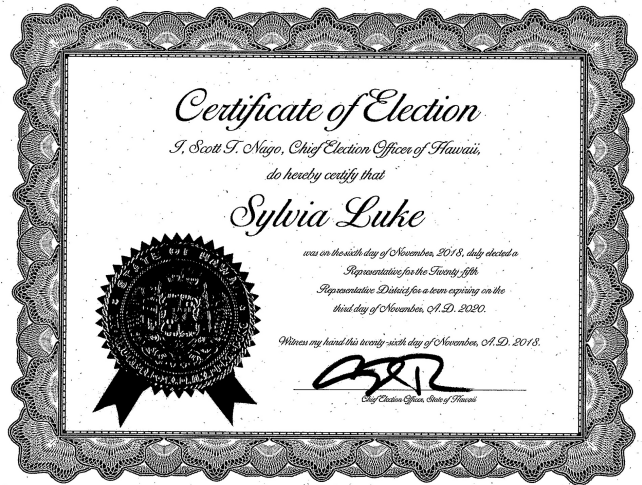 Certificate of Election
I, Scott T. Nago, Chief Election Officer of Hawaii,
do hereby certify that
Sylvia Luke
was on the sixth day of November, 2018, duly elected a
Representative for the Twenty-fifth
Representative District for a term expiring on the
third day of November, A.D. 2020.
Witness my hand this twenty-sixth day of November, A.D. 2018.
Chief Election Officer, State of Hawaii
STATE OF HAWAII